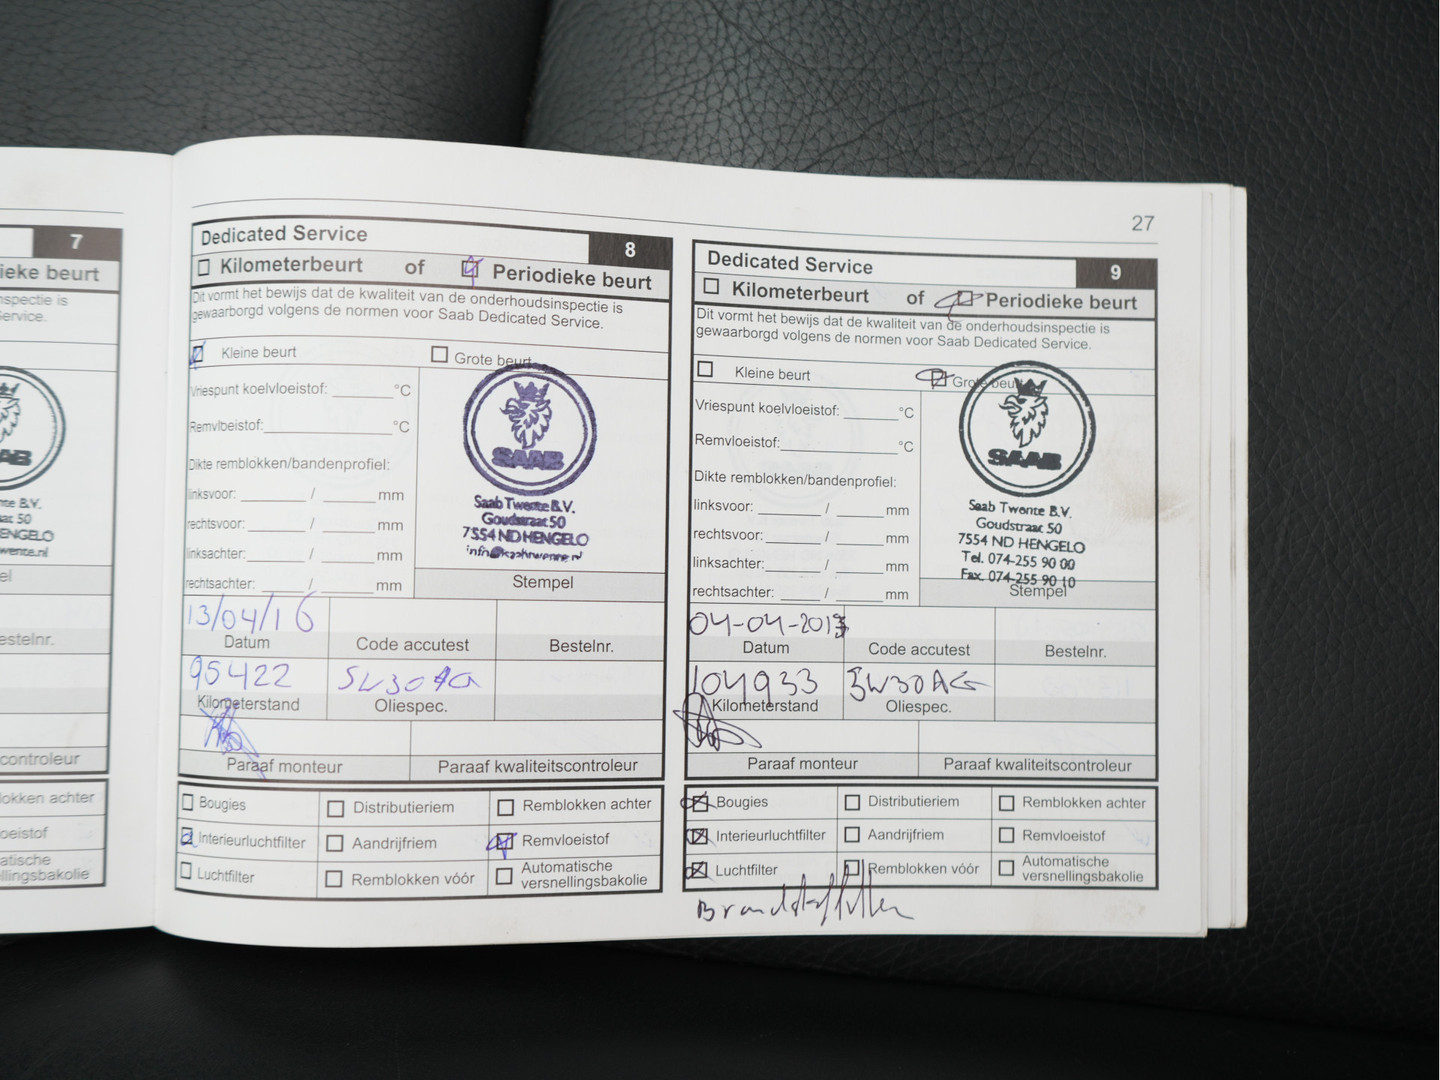 27
7
ieke beurt
nspectie is
Service.
AB
nte B.V.
at 50
HENGELO
wente.nl
el
estelnr.
controleur
lokken achter
oeistof
atische
ellingsbakolie
Dedicated Service
8
Kilometerbeurt of Periodieke beurt
Dit vormt het bewijs dat de kwaliteit van de onderhoudsinspectie is
gewaarborgd volgens de normen voor Saab Dedicated Service.
Kleine beurt
Grote beurt
Vriespunt koelvloeistof: °C
Remvloeistof: °C
Dikte remblokken/bandenprofiel:
linksvoor: / mm
rechtsvoor: / mm
linksachter: / mm
rechtsachter: / mm
SAAB
Saab Twente B.V.
Goudstraat 50
7554 ND HENGELO
Stempel
13/04/16
Datum
Code accutest
Bestelnr.
95422
5W30AG
Kilometerstand
Oliespec.
Paraaf monteur
Paraaf kwaliteitscontroleur
Bougies
Distributieriem
Remblokken achter
Interieurluchtfilter
Aandrijfriem
Remvloeistof
Luchtfilter
Remblokken vóór
Automatische
versnellingsbakolie
Dedicated Service
9
Kilometerbeurt of Periodieke beurt
Dit vormt het bewijs dat de kwaliteit van de onderhoudsinspectie is
gewaarborgd volgens de normen voor Saab Dedicated Service.
Kleine beurt
Grote beurt
Vriespunt koelvloeistof: °C
Remvloeistof: °C
Dikte remblokken/bandenprofiel:
linksvoor: / mm
rechtsvoor: / mm
linksachter: / mm
rechtsachter: / mm
SAAB
Saab Twente B.V.
Goudstraat 50
7554 ND HENGELO
Tel. 074-255 90 00
Fax. 074-255 90 10
Stempel
Datum
Code accutest
Bestelnr.
104933
5W30AG
Kilometerstand
Oliespec.
Paraaf monteur
Paraaf kwaliteitscontroleur
Bougies
Distributieriem
Remblokken achter
Interieurluchtfilter
Aandrijfriem
Remvloeistof
Luchtfilter
Remblokken vóór
Automatische
versnellingsbakolie
Brandstoffilter